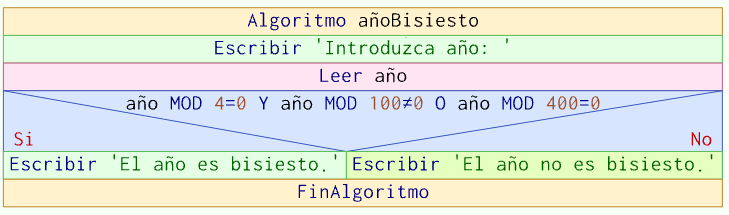 Algoritmo añoBisiesto
Escribir 'Introduzca año: '
Leer año
año MOD 4=0 Y año MOD 100≠0 O año MOD 400=0
Si No
Escribir 'El año es bisiesto.' Escribir 'El año no es bisiesto.'
FinAlgoritmo